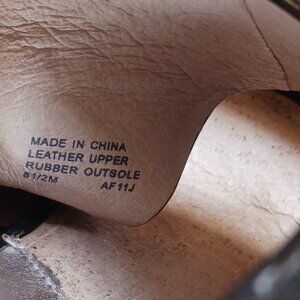 MADE IN CHINA
LEATHER UPPER
RUBBER OUTSOLE
8 1/2M AF11J